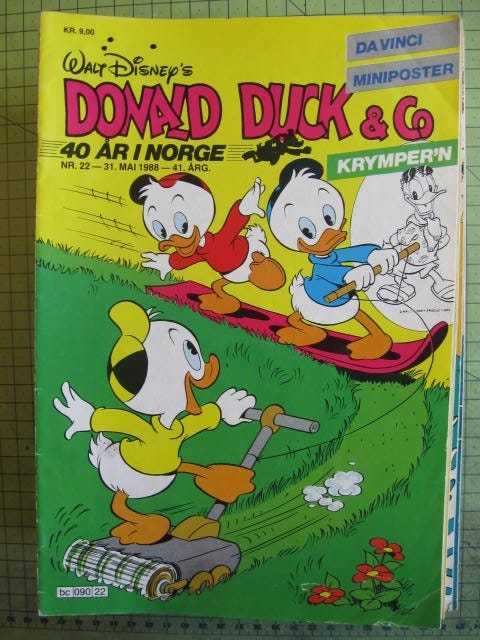 KR. 9,00
DA VINCI
MINIPOSTER
Walt Disney's
DONALD DUCK & Co
40 ÅR I NORGE
NR. 22 — 31. MAI 1988 — 41. ÅRG.
KRYMPER'N
bc 090 22